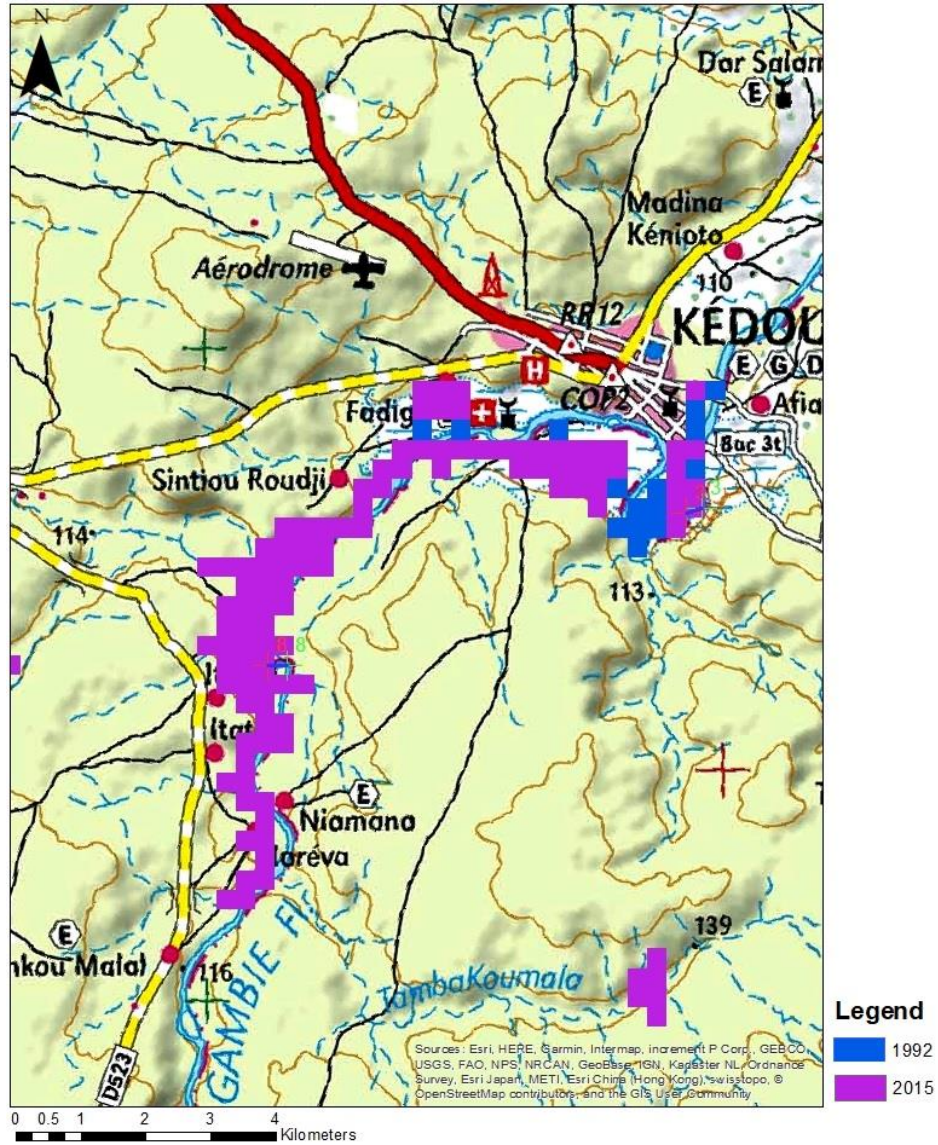 N
Dar Salam
E
Madina
Kénioto
110
Aérodrome
RR12
KÉDOU
H
E G D
COP2
Fadig
Afia
Bac 3t
Sintiou Roudji
114
113
8
Itat
E
Niamana
aréva
139
E
nkou Malal
116
TambaKoumala
GAMBIE Fl.
D523
Sources: Esri, HERE, Garmin, Intermap, increment P Corp., GEBCO,
USGS, FAO, NPS, NRCAN, GeoBase, IGN, Kadaster NL, Ordnance
Survey, Esri Japan, METI, Esri China (Hong Kong), swisstopo, ©
OpenStreetMap contributors, and the GIS User Community
Legend
1992
2015
0 0.5 1 2 3 4
Kilometers